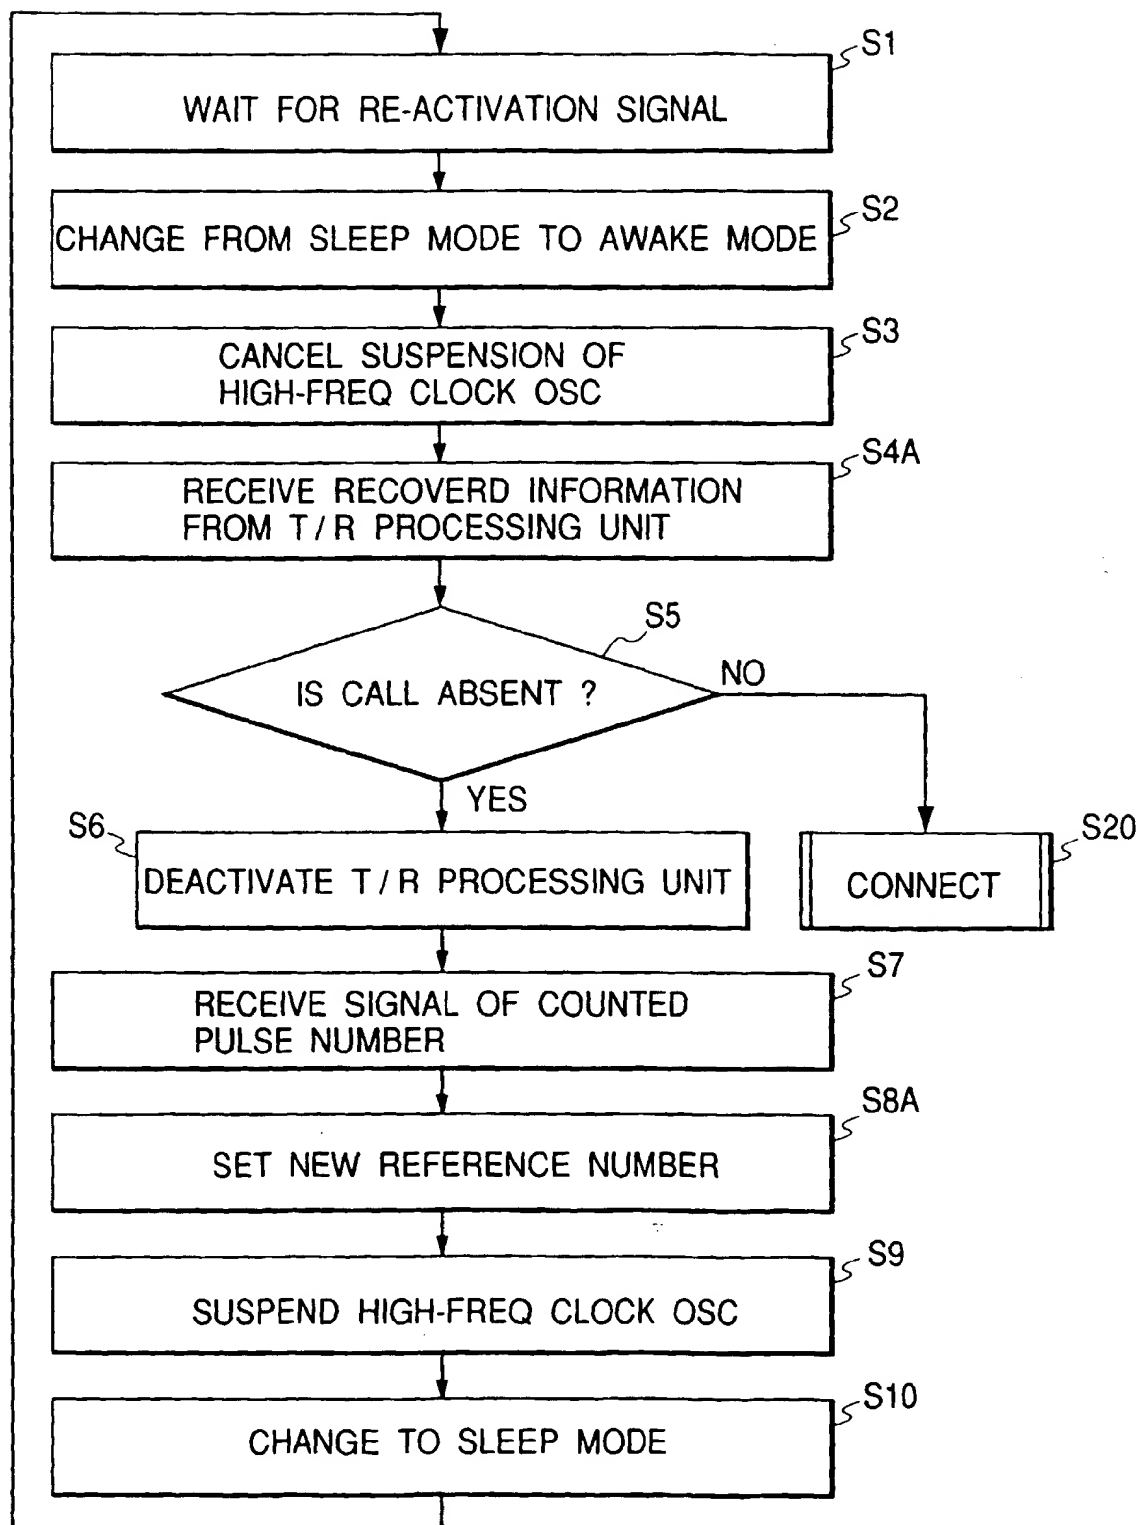 S1
WAIT FOR RE-ACTIVATION SIGNAL
S2
CHANGE FROM SLEEP MODE TO AWAKE MODE
S3
CANCEL SUSPENSION OF
HIGH-FREQ CLOCK OSC
S4A
RECEIVE RECOVERD INFORMATION
FROM T/R PROCESSING UNIT
S5
IS CALL ABSENT ?
NO
YES
S6
DEACTIVATE T/R PROCESSING UNIT
S20
CONNECT
S7
RECEIVE SIGNAL OF COUNTED
PULSE NUMBER
S8A
SET NEW REFERENCE NUMBER
S9
SUSPEND HIGH-FREQ CLOCK OSC
S10
CHANGE TO SLEEP MODE